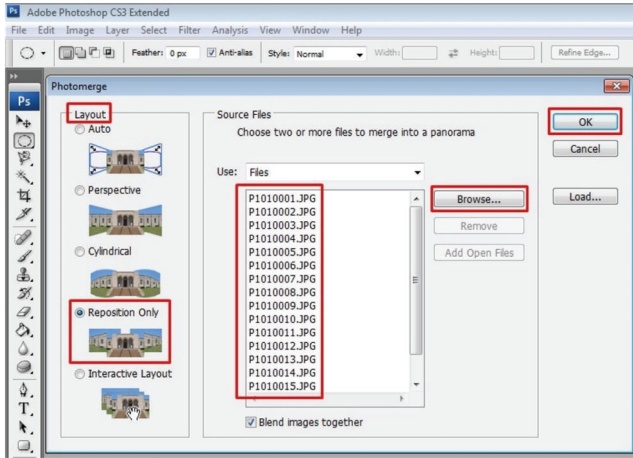 Ps Adobe Photoshop CS3 Extended
File Edit Image Layer Select Filter Analysis View Window Help
Feather: 0 px Anti-alias Style: Normal Width: Height: Refine Edge...
Photomerge
Ps
Layout
Auto
Perspective
Cylindrical
Reposition Only
Interactive Layout
Source Files
Choose two or more files to merge into a panorama
Use: Files
P1010001.JPG
P1010002.JPG
P1010003.JPG
P1010004.JPG
P1010005.JPG
P1010006.JPG
P1010007.JPG
P1010008.JPG
P1010009.JPG
P1010010.JPG
P1010011.JPG
P1010012.JPG
P1010013.JPG
P1010014.JPG
P1010015.JPG
Blend images together
Browse...
Remove
Add Open Files
OK
Cancel
Load...
T